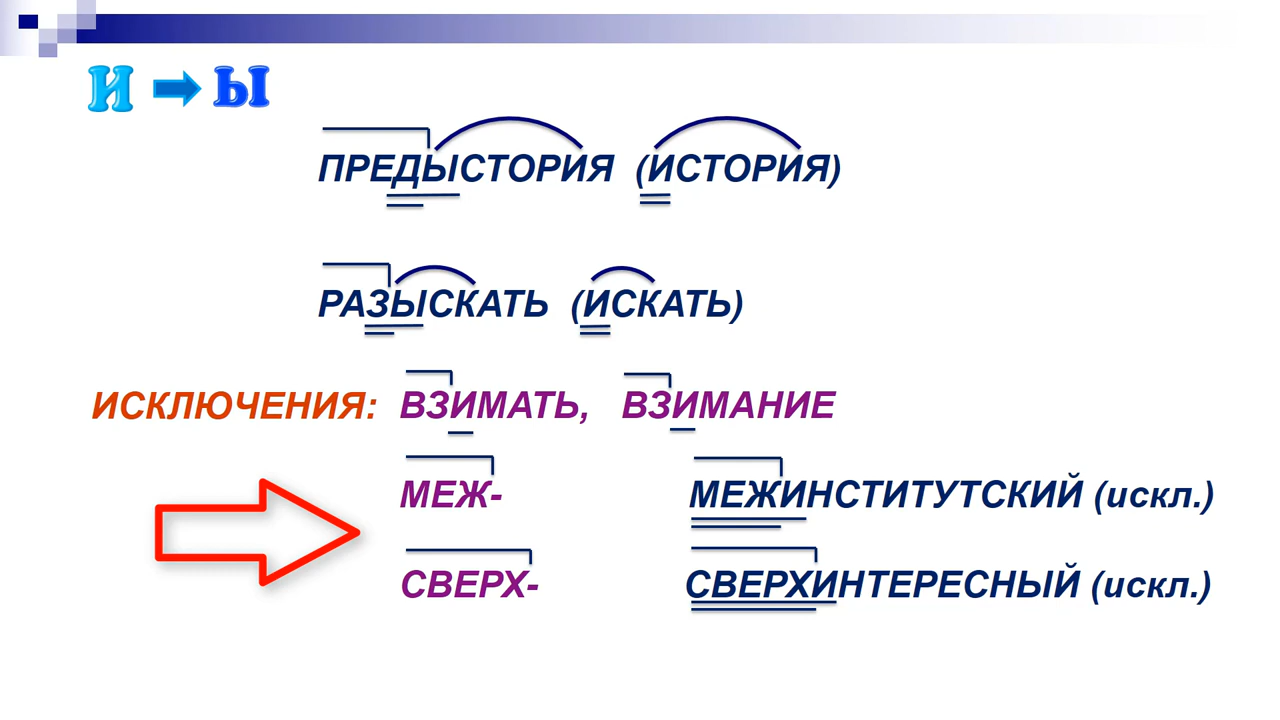 И Ы
ПРЕДЫСТОРИЯ (ИСТОРИЯ)
РАЗЫСКАТЬ (ИСКАТЬ)
ИСКЛЮЧЕНИЯ: ВЗИМАТЬ, ВЗИМАНИЕ
МЕЖ- МЕЖИНСТИТУТСКИЙ (искл.)
СВЕРХ- СВЕРХИНТЕРЕСНЫЙ (искл.)